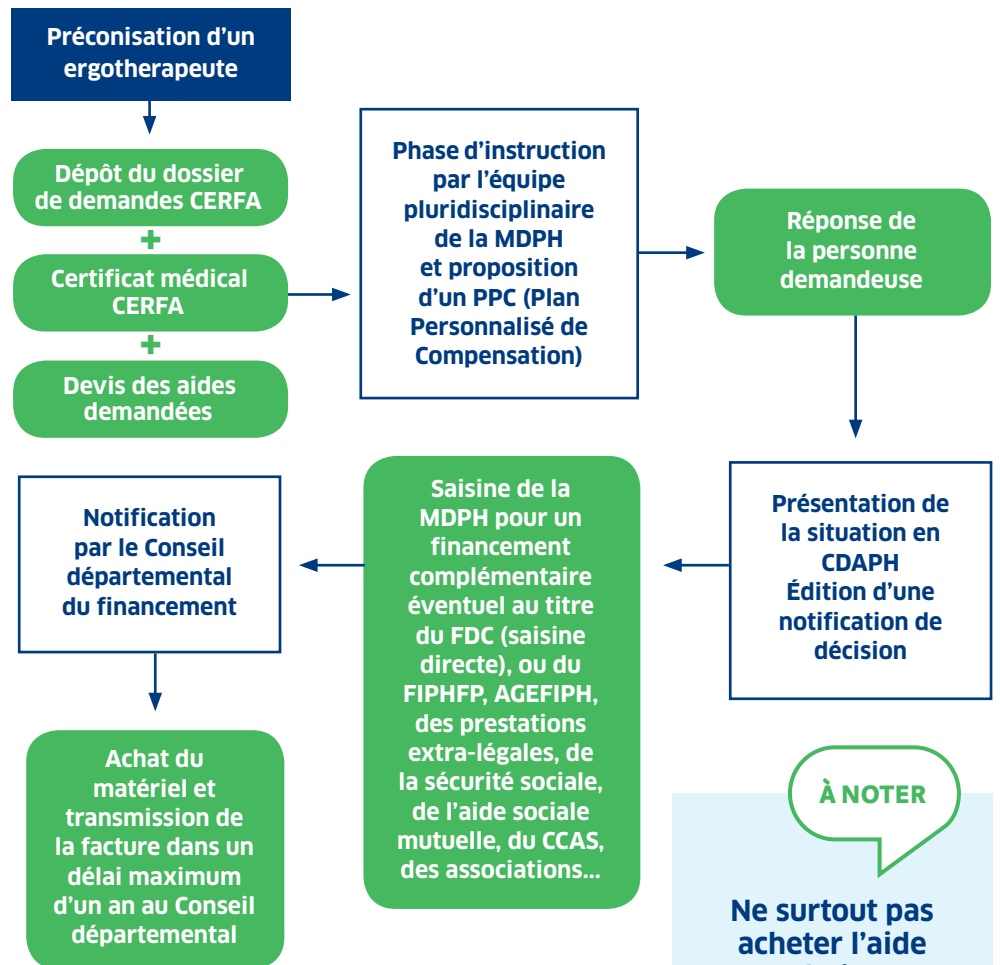 Préconisation d’un
ergotherapeute
Dépôt du dossier
de demandes CERFA
+
Certificat médical
CERFA
+
Devis des aides
demandées
Phase d’instruction
par l’équipe
pluridisciplinaire
de la MDPH
et proposition
d’un PPC (Plan
Personnalisé de
Compensation)
Réponse de
la personne
demandeuse
Présentation de
la situation en
CDAPH
Édition d’une
notification de
décision
Saisine de la
MDPH pour un
financement
complémentaire
éventuel au titre
du FDC (saisine
directe), ou du
FIPHFP, AGEFIPH,
des prestations
extra-légales, de
la sécurité sociale,
de l’aide sociale
mutuelle, du CCAS,
des associations...
Notification
par le Conseil
départemental
du financement
Achat du
matériel et
transmission de
la facture dans un
délai maximum
d’un an au Conseil
départemental
À NOTER
Ne surtout pas
acheter l’aide